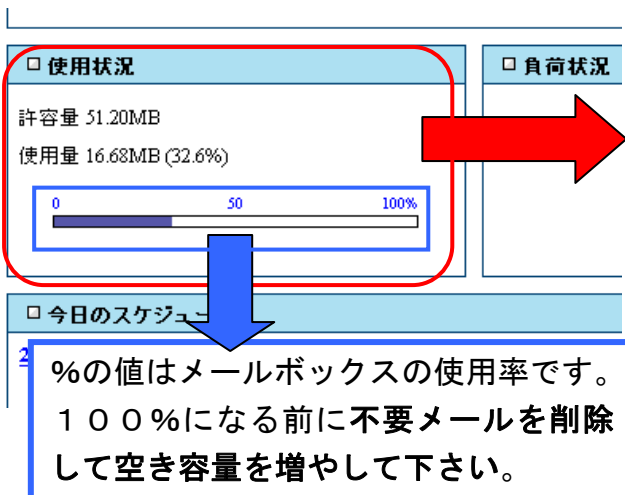 使用状況
負荷状況
許容量 51.20MB
使用量 16.68MB (32.6%)
0 50 100%
今日のスケジュー
2
%の値はメールボックスの使用率です。
１００%になる前に不要メールを削除
して空き容量を増やして下さい。